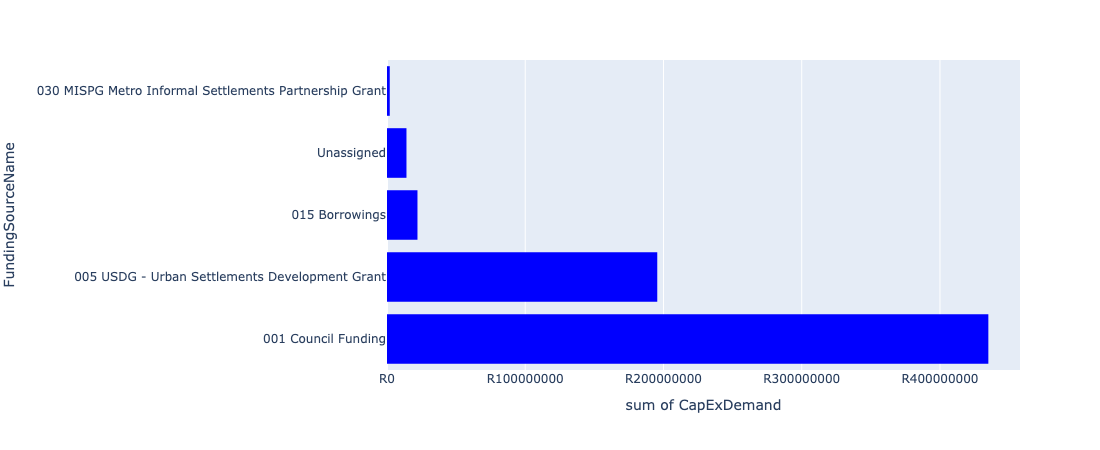 030 MISPG Metro Informal Settlements Partnership Grant
Unassigned
015 Borrowings
005 USDG - Urban Settlements Development Grant
001 Council Funding
FundingSourceName
R0
R100000000
R200000000
R300000000
R400000000
sum of CapExDemand